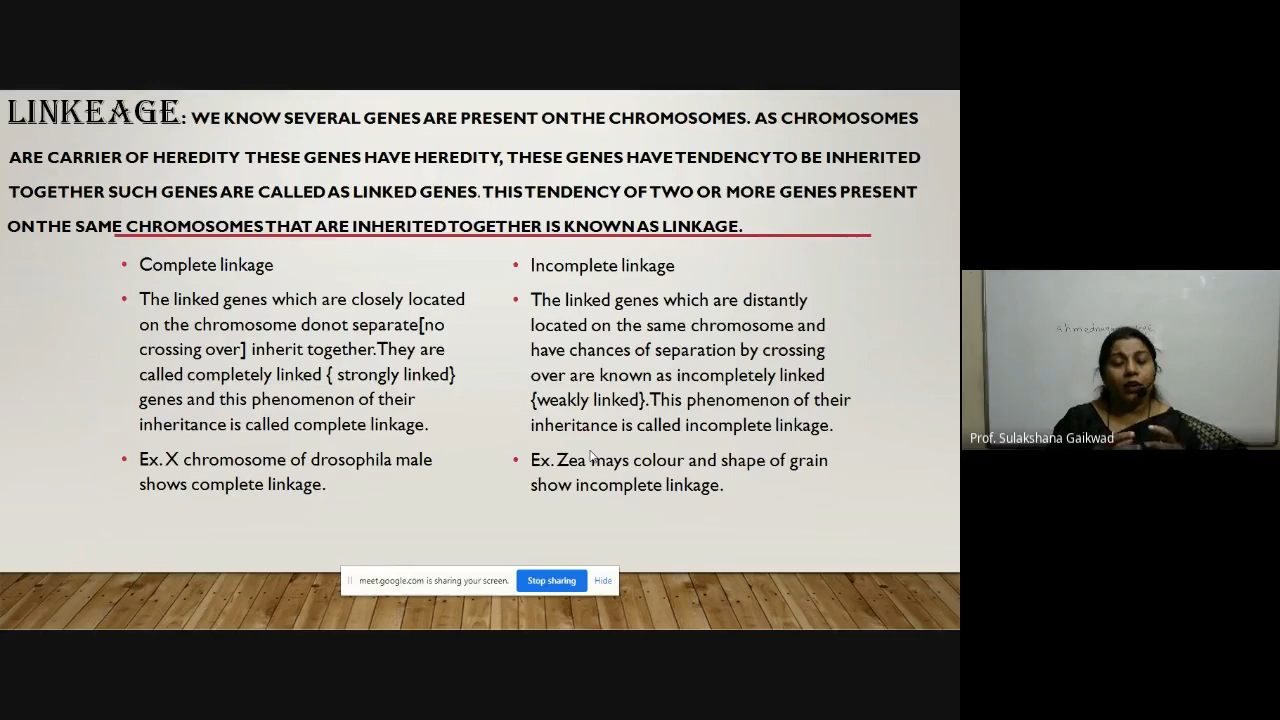 LINKEAGE: WE KNOW SEVERAL GENES ARE PRESENT ON THE CHROMOSOMES. AS CHROMOSOMES
ARE CARRIER OF HEREDITY THESE GENES HAVE HEREDITY, THESE GENES HAVE TENDENCY TO BE INHERITED
TOGETHER SUCH GENES ARE CALLED AS LINKED GENES. THIS TENDENCY OF TWO OR MORE GENES PRESENT
ON THE SAME CHROMOSOMES THAT ARE INHERITED TOGETHER IS KNOWN AS LINKAGE.
• Complete linkage
• The linked genes which are closely located
on the chromosome donot separate[no
crossing over] inherit together. They are
called completely linked { strongly linked}
genes and this phenomenon of their
inheritance is called complete linkage.
• Ex. X chromosome of drosophila male
shows complete linkage.
• Incomplete linkage
• The linked genes which are distantly
located on the same chromosome and
have chances of separation by crossing
over are known as incompletely linked
{weakly linked}. This phenomenon of their
inheritance is called incomplete linkage.
• Ex. Zea mays colour and shape of grain
show incomplete linkage.
meet.google.com is sharing your screen.
Stop sharing
Hide
Prof. Sulakshana Gaikwad